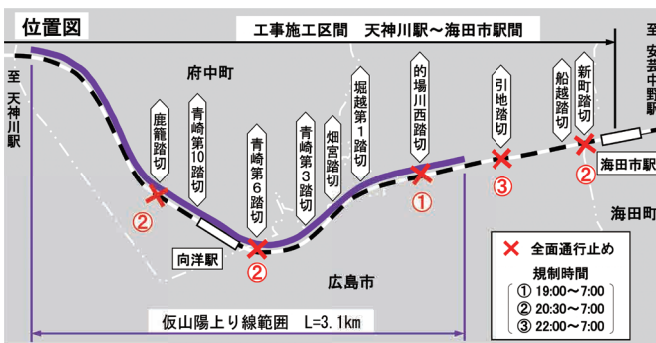 位置図
工事施工区間 天神川駅～海田市駅間
至 天神川駅
至 安芸中野駅
府中町
鹿籠踏切
青崎第10踏切
青崎第6踏切
青崎第3踏切
畑宮踏切
堀越第1踏切
的場川西踏切
引地踏切
船越踏切
新町踏切
②
向洋駅
②
①
③
②
海田市駅
海田町
広島市
仮山陽上り線範囲 L=3.1km
全面通行止め
規制時間
① 19:00～7:00
② 20:30～7:00
③ 22:00～7:00